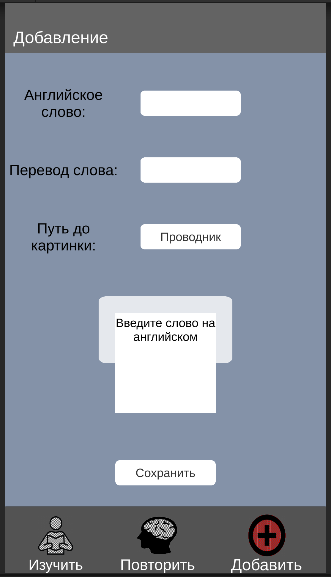 Добавление
Английское
слово:
Перевод слова:
Путь до
картинки:
Проводник
Введите слово на
английском
Сохранить
Изучить
Повторить
Добавить